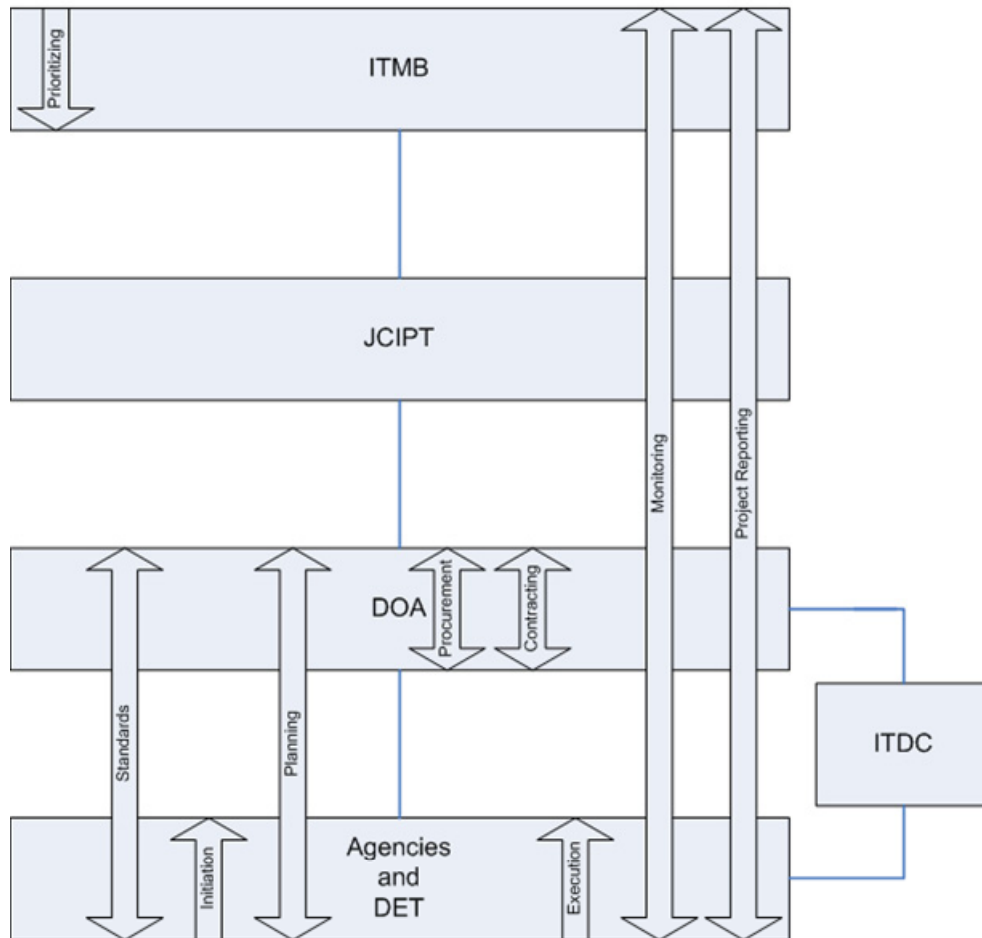 Prioritizing
ITMB
JCIPT
Monitoring
Project Reporting
DOA
Procurement
Contracting
Standards
Planning
ITDC
Initiation
Agencies
and
DET
Execution